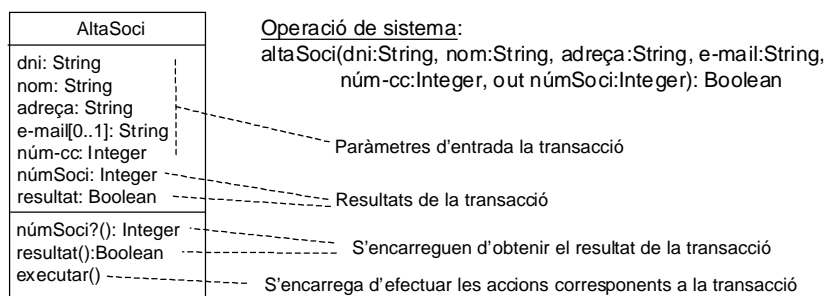 AltaSoci
dni: String
nom: String
adreça: String
e-mail[0..1]: String
núm-cc: Integer
númSoci: Integer
resultat: Boolean
númSoci?(): Integer
resultat():Boolean
executar()
Operació de sistema:
altaSoci(dni:String, nom:String, adreça:String, e-mail:String,
núm-cc:Integer, out númSoci:Integer): Boolean
Paràmetres d'entrada la transacció
Resultats de la transacció
S'encarreguen d'obtenir el resultat de la transacció
S'encarrega d'efectuar les accions corresponents a la transacció